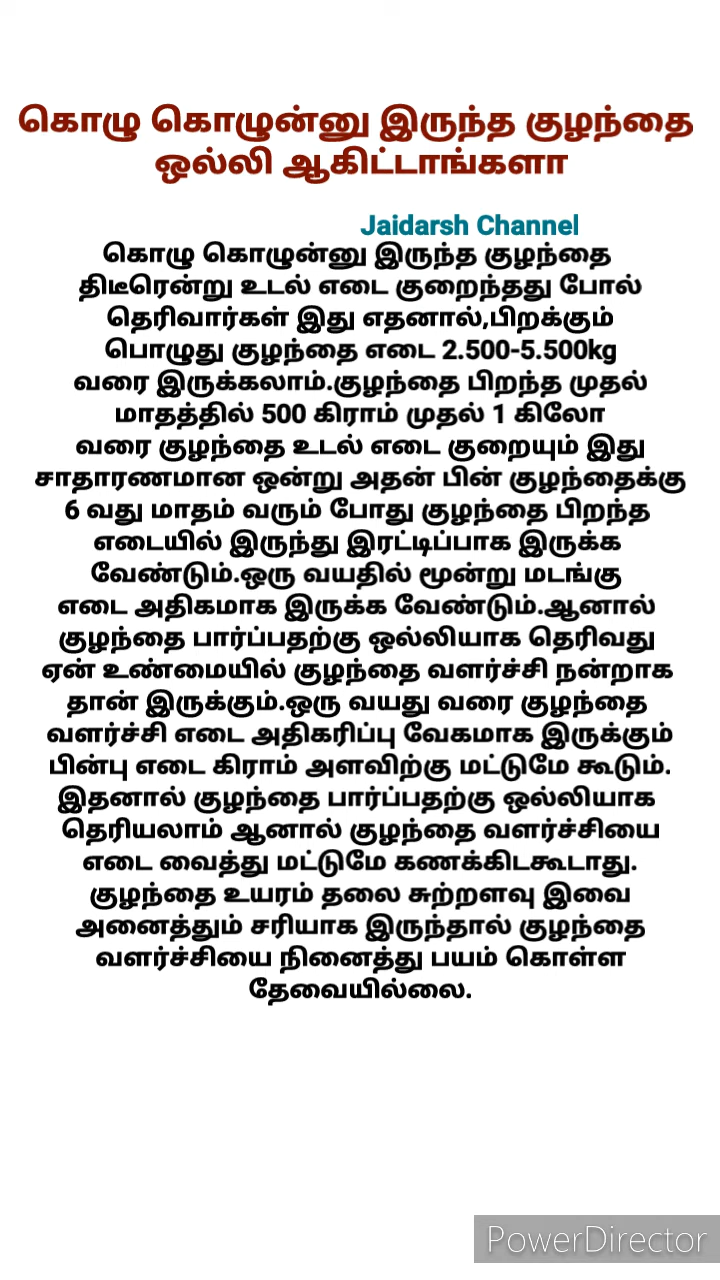 கொழு கொழுன்னு இருந்த குழந்தை
ஒல்லி ஆகிட்டாங்களா
Jaidarsh Channel
கொழு கொழுன்னு இருந்த குழந்தை
திடீரென்று உடல் எடை குறைந்தது போல்
தெரிவார்கள் இது எதனால்,பிறக்கும்
பொழுது குழந்தை எடை 2.500-5.500kg
வரை இருக்கலாம்.குழந்தை பிறந்த முதல்
மாதத்தில் 500 கிராம் முதல் 1 கிலோ
வரை குழந்தை உடல் எடை குறையும் இது
சாதாரணமான ஒன்று அதன் பின் குழந்தைக்கு
6 வது மாதம் வரும் போது குழந்தை பிறந்த
எடையில் இருந்து இரட்டிப்பாக இருக்க
வேண்டும்.ஒரு வயதில் மூன்று மடங்கு
எடை அதிகமாக இருக்க வேண்டும்.ஆனால்
குழந்தை பார்ப்பதற்கு ஒல்லியாக தெரிவது
ஏன் உண்மையில் குழந்தை வளர்ச்சி நன்றாக
தான் இருக்கும்.ஒரு வயது வரை குழந்தை
வளர்ச்சி எடை அதிகரிப்பு வேகமாக இருக்கும்
பின்பு எடை கிராம் அளவிற்கு மட்டுமே கூடும்.
இதனால் குழந்தை பார்ப்பதற்கு ஒல்லியாக
தெரியலாம் ஆனால் குழந்தை வளர்ச்சியை
எடை வைத்து மட்டுமே கணக்கிடகூடாது.
குழந்தை உயரம் தலை சுற்றளவு இவை
அனைத்தும் சரியாக இருந்தால் குழந்தை
வளர்ச்சியை நினைத்து பயம் கொள்ள
தேவையில்லை.
PowerDirector